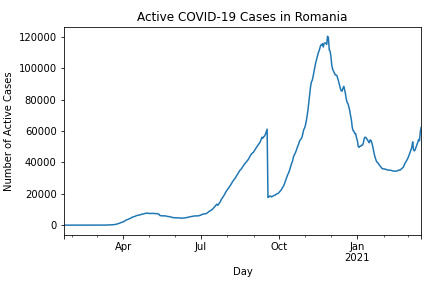 Active COVID-19 Cases in Romania
120000
100000
80000
60000
40000
20000
0
Number of Active Cases
Apr
Jul
Oct
Jan
2021
Day